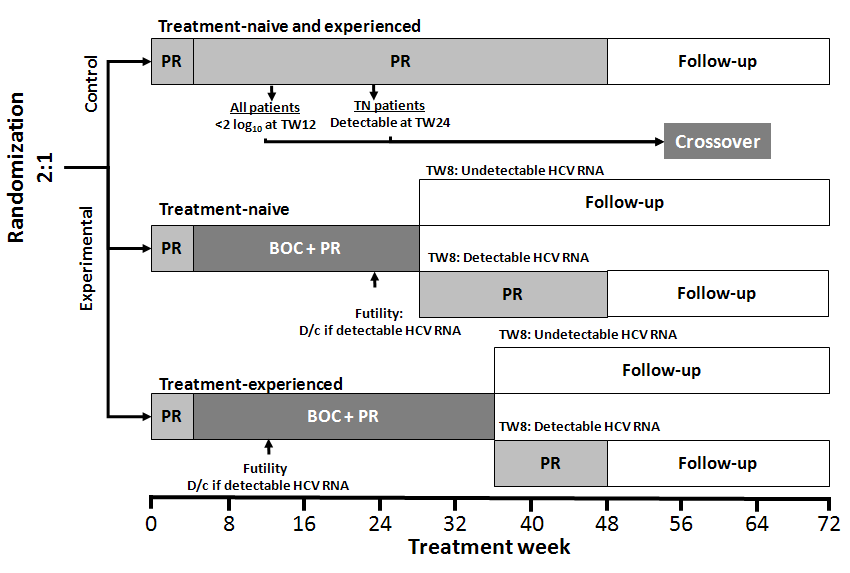 Treatment-naive and experienced
PR
PR
Follow-up
Control
All patients
<2 log10 at TW12
TN patients
Detectable at TW24
Crossover
Randomization
2:1
TW8: Undetectable HCV RNA
Follow-up
Treatment-naive
PR
BOC + PR
TW8: Detectable HCV RNA
PR
Follow-up
Experimental
Futility:
D/c if detectable HCV RNA
TW8: Undetectable HCV RNA
Follow-up
Treatment-experienced
PR
BOC + PR
TW8: Detectable HCV RNA
PR
Follow-up
Futility
D/c if detectable HCV RNA
0 8 16 24 32 40 48 56 64 72
Treatment week